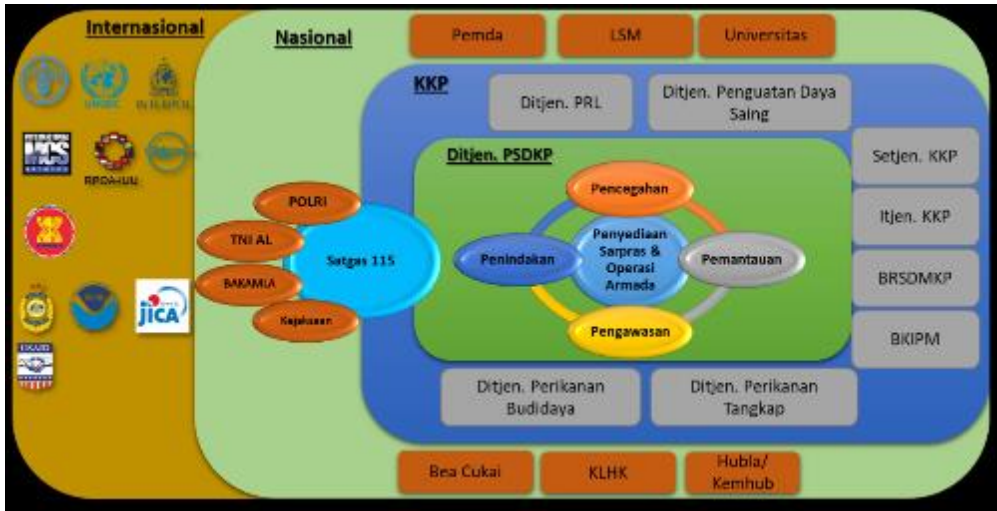 Internasional
Nasional
Pemda
LSM
Universitas
KKP
Ditjen. PRL
Ditjen. Penguatan Daya
Saing
Ditjen. PSDKP
Setjen. KKP
Itjen. KKP
BRSDMKP
BKIPM
Pencegahan
Penindakan
Penyediaan
Sarpras &
Operasi
Armada
Pemantauan
Pengawasan
POLRI
TNI AL
BAKAMLA
Kejaksaan
Satgas 115
Ditjen. Perikanan
Budidaya
Ditjen. Perikanan
Tangkap
Bea Cukai
KLHK
Hubla/
Kemhub
UNODC
INTERPOL
MCS
RPOA-IUU
JICA
USAID